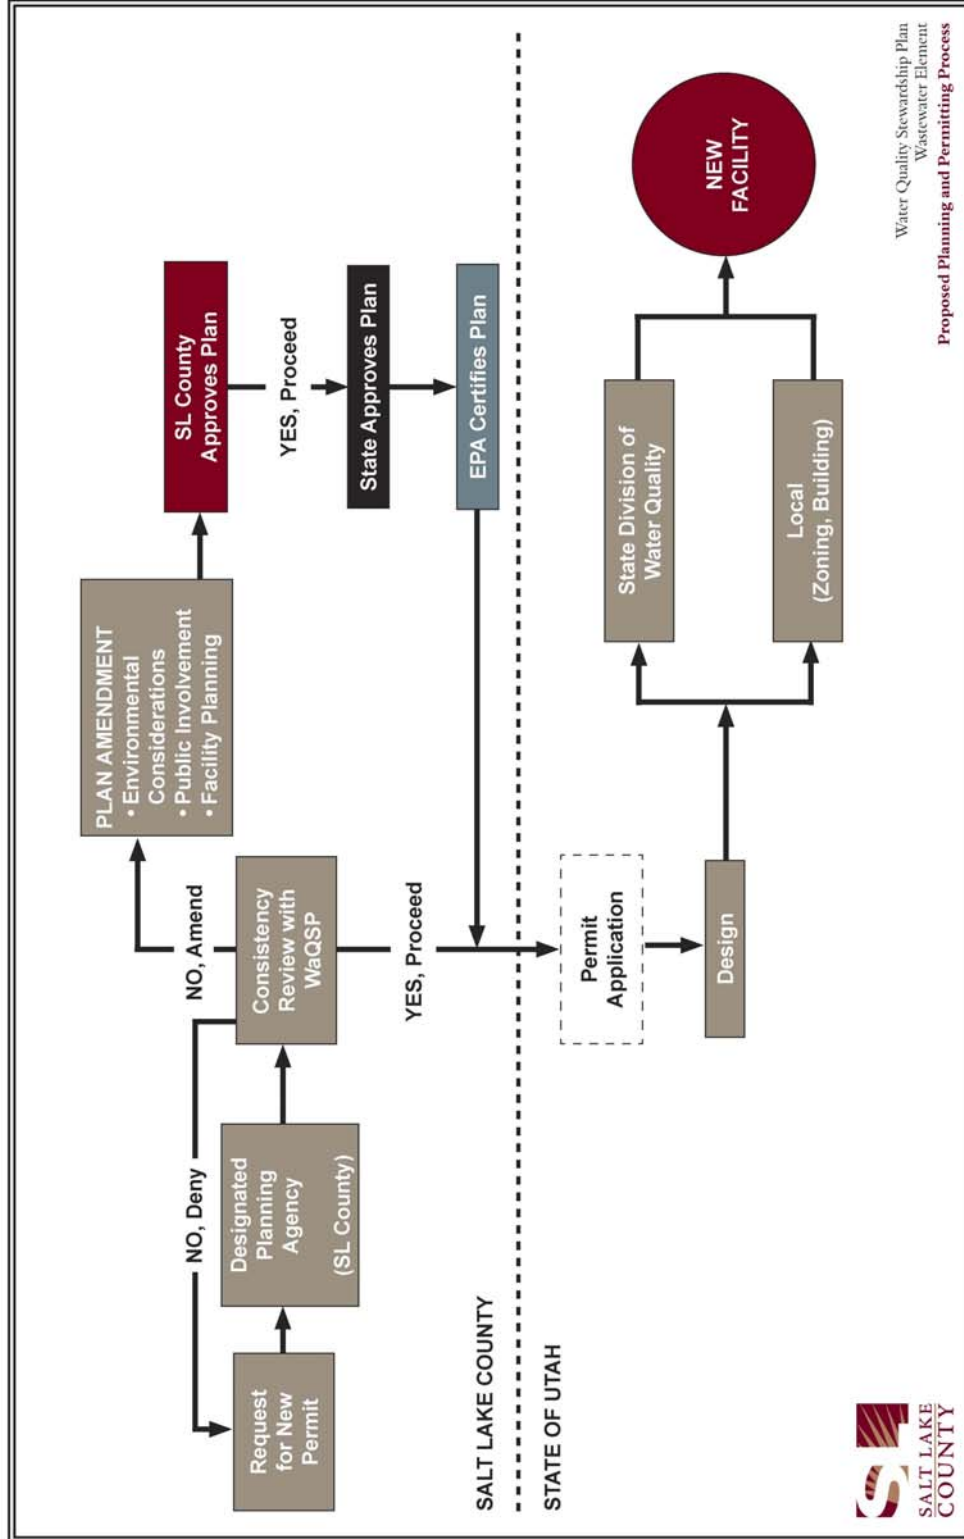 Request
for New
Permit
Designated
Planning
Agency
(SL County)
NO, Deny
Consistency
Review with
WaQSP
NO, Amend
YES, Proceed
PLAN AMENDMENT
• Environmental
Considerations
• Public Involvement
• Facility Planning
SL County
Approves Plan
YES, Proceed
State Approves Plan
EPA Certifies Plan
SALT LAKE COUNTY
STATE OF UTAH
Permit
Application
Design
State Division of
Water Quality
Local
(Zoning, Building)
NEW
FACILITY
SL
SALT LAKE
COUNTY
Water Quality Stewardship Plan
Wastewater Element
Proposed Planning and Permitting Process